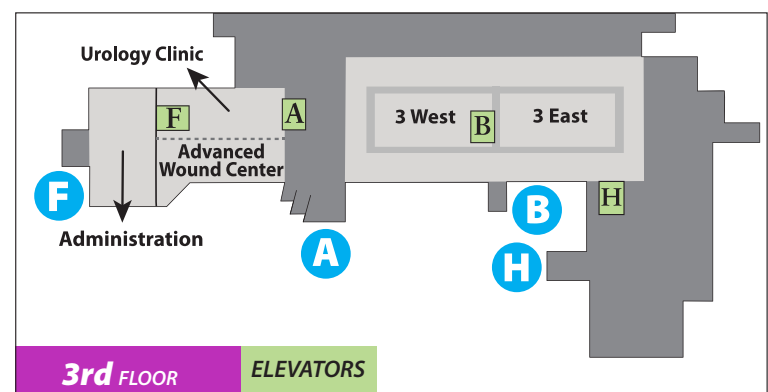 Urology Clinic
F
A
3 West
B
3 East
Advanced
Wound Center
F
H
B
Administration
A
H
3rd FLOOR
ELEVATORS